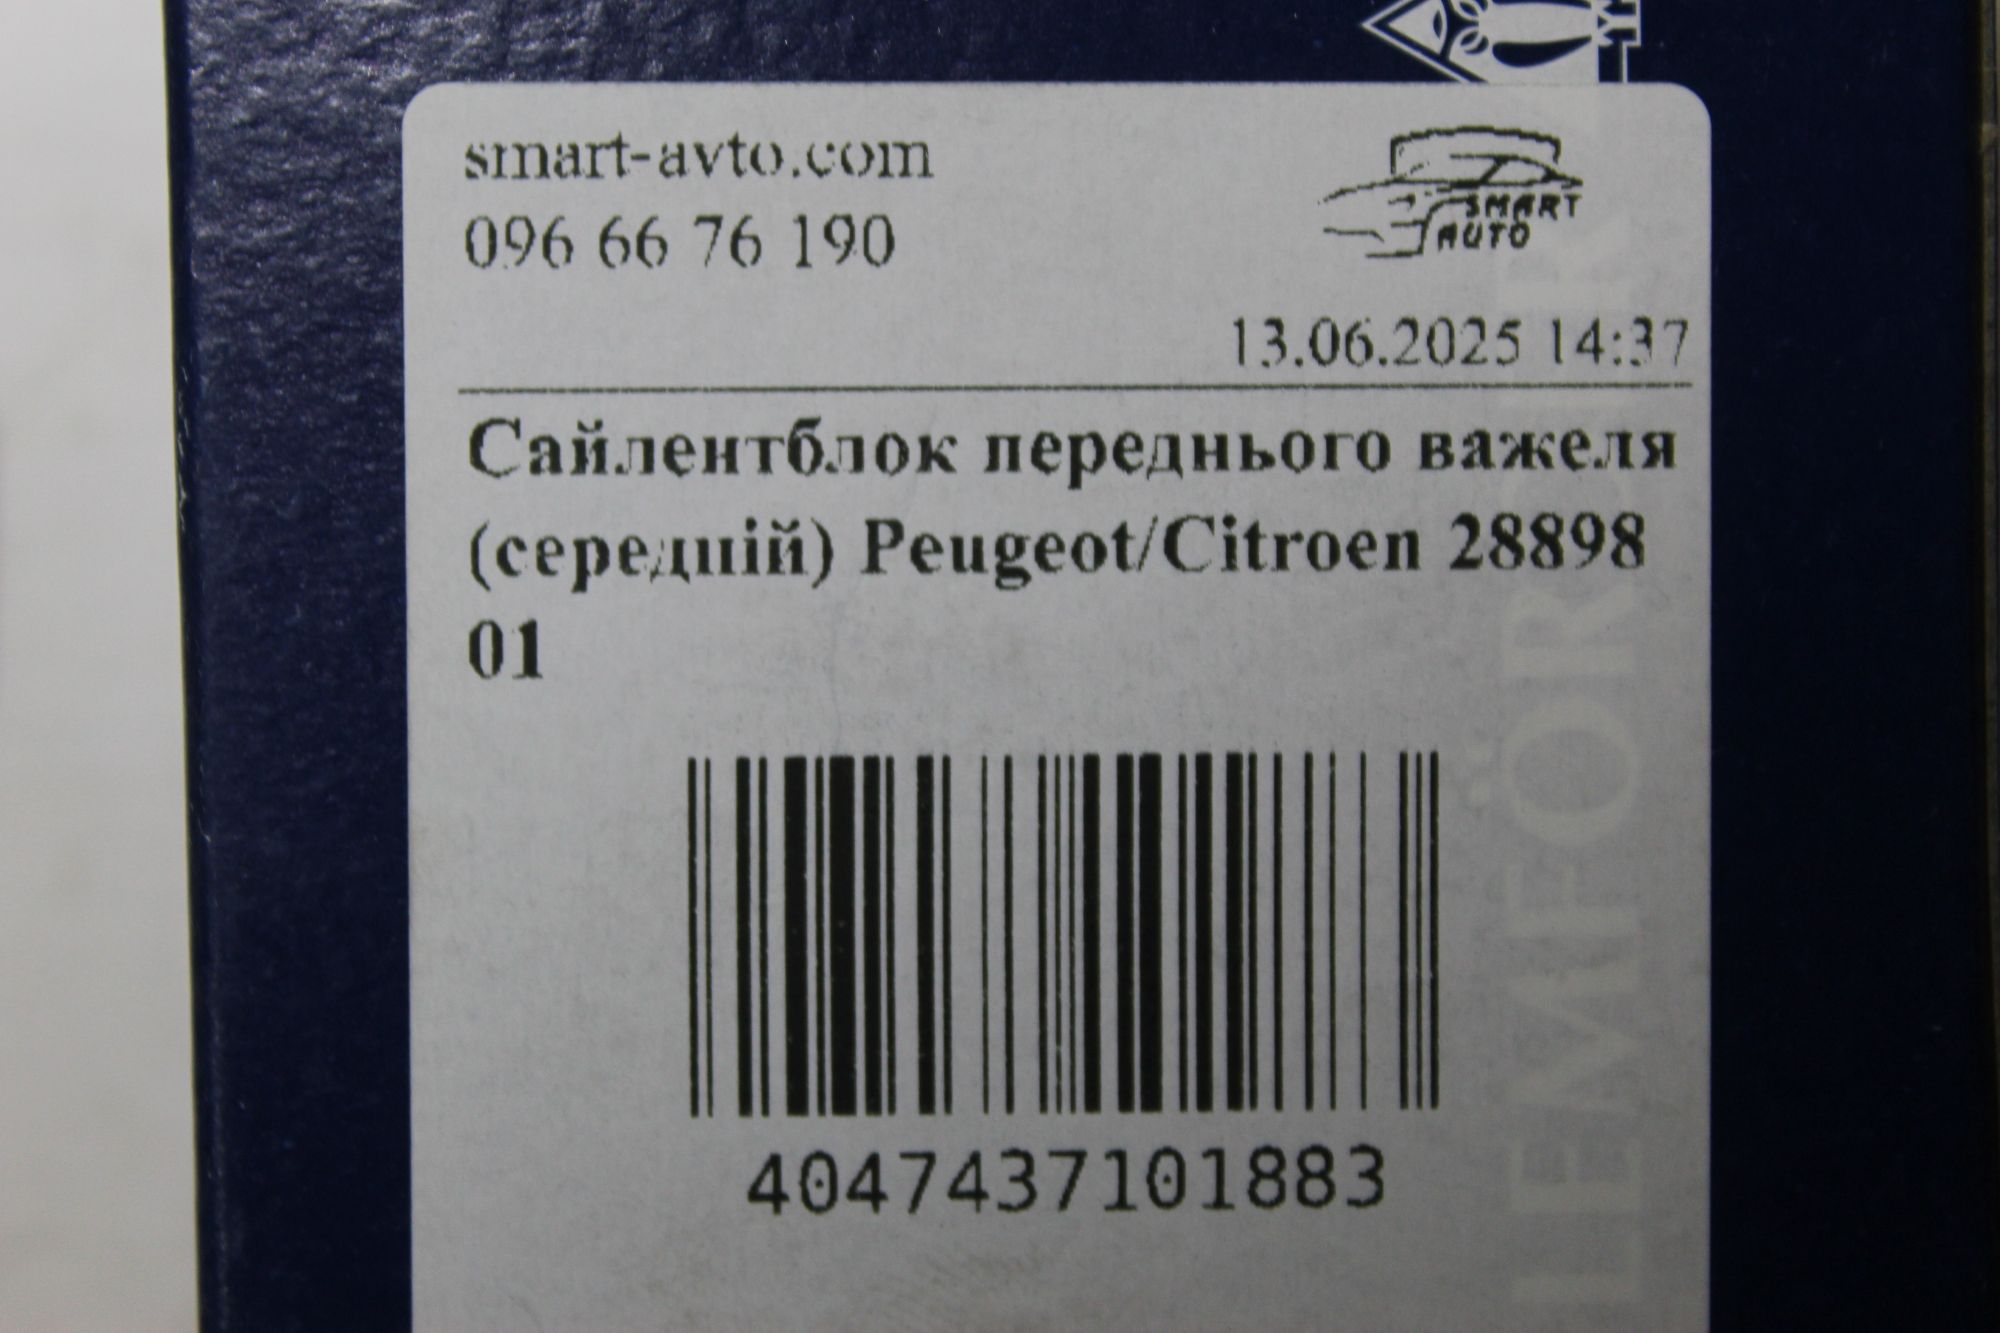 smart-avto.com
096 66 76 190
SMART
AUTO
13.06.2025 14:37
Сайлентблок переднього важеля
(середній) Peugeot/Citroen 28898
01
4047437101883
LEMFÖR